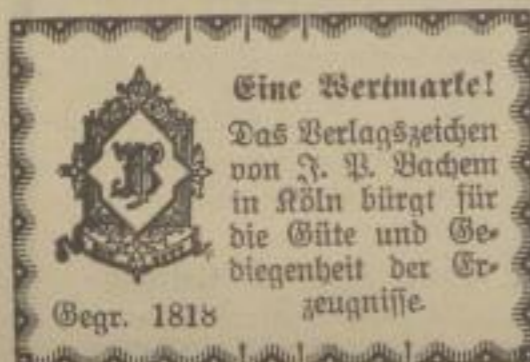 Eine Wertmarke!
Das Verlagszeichen
von J. P. Bachem
in Köln bürgt für
die Güte und Ge-
diegenheit der Er-
zeugnisse.
Gegr. 1818